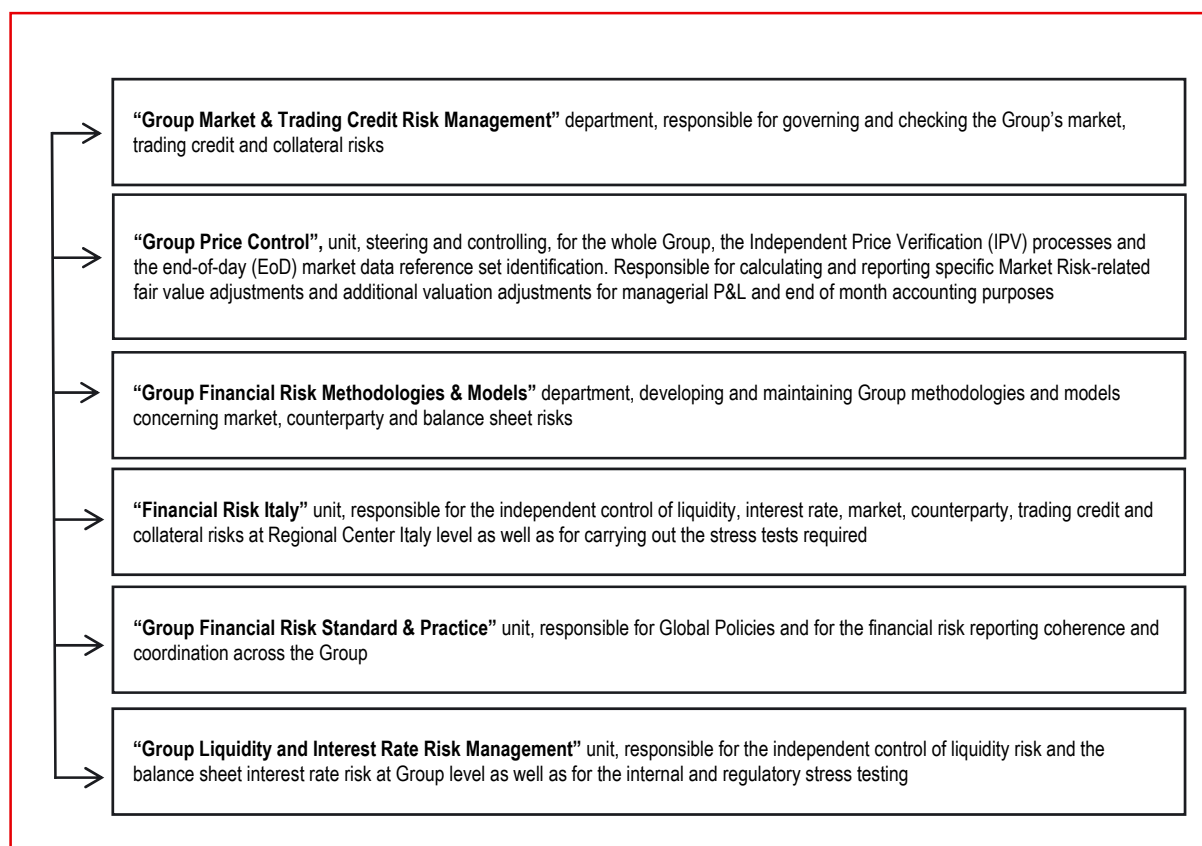 “Group Market & Trading Credit Risk Management” department, responsible for governing and checking the Group’s market,
trading credit and collateral risks
“Group Price Control”, unit, steering and controlling, for the whole Group, the Independent Price Verification (IPV) processes and
the end-of-day (EoD) market data reference set identification. Responsible for calculating and reporting specific Market Risk-related
fair value adjustments and additional valuation adjustments for managerial P&L and end of month accounting purposes
“Group Financial Risk Methodologies & Models” department, developing and maintaining Group methodologies and models
concerning market, counterparty and balance sheet risks
“Financial Risk Italy” unit, responsible for the independent control of liquidity, interest rate, market, counterparty, trading credit and
collateral risks at Regional Center Italy level as well as for carrying out the stress tests required
“Group Financial Risk Standard & Practice” unit, responsible for Global Policies and for the financial risk reporting coherence and
coordination across the Group
“Group Liquidity and Interest Rate Risk Management” unit, responsible for the independent control of liquidity risk and the
balance sheet interest rate risk at Group level as well as for the internal and regulatory stress testing